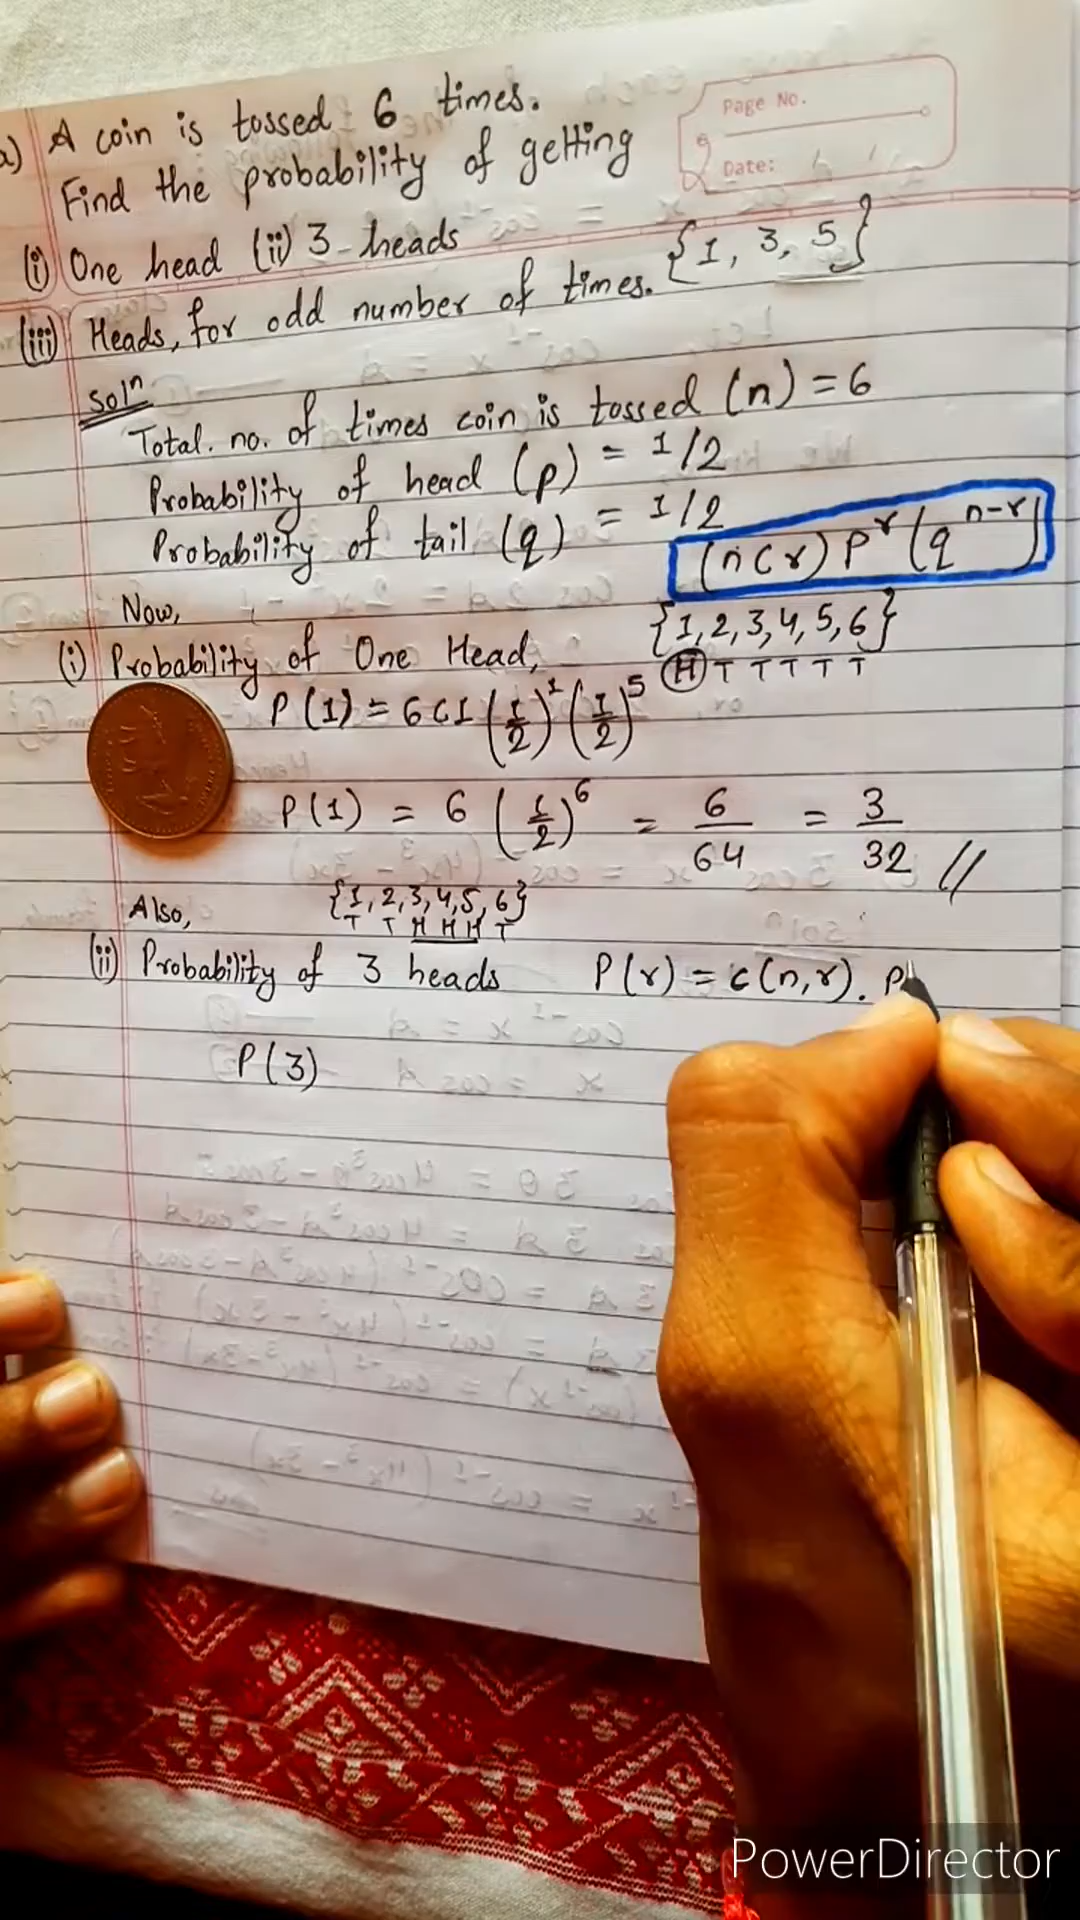 a) A coin is tossed 6 times.
Find the probability of getting
(i) One head (ii) 3 heads
(iii) Heads, for odd number of times. {1, 3, 5}
Page No.
Date:
Solⁿ
Total. no. of times coin is tossed (n) = 6
Probability of head (p) = 1/2
Probability of tail (q) = 1/2
(nCr) Pʳ (qⁿ⁻ʳ)
Now,
{1, 2, 3, 4, 5, 6}
H T T T T T
(i) Probability of One Head,
P(1) = 6C1 (1/2)¹ (1/2)⁵
P(1) = 6 (1/2)⁶ = 6/64 = 3/32 //
Also,
{1, 2, 3, 4, 5, 6}
T T H H H T
(ii) Probability of 3 heads
P(r) = c(n,r). P
P(3)
PowerDirector